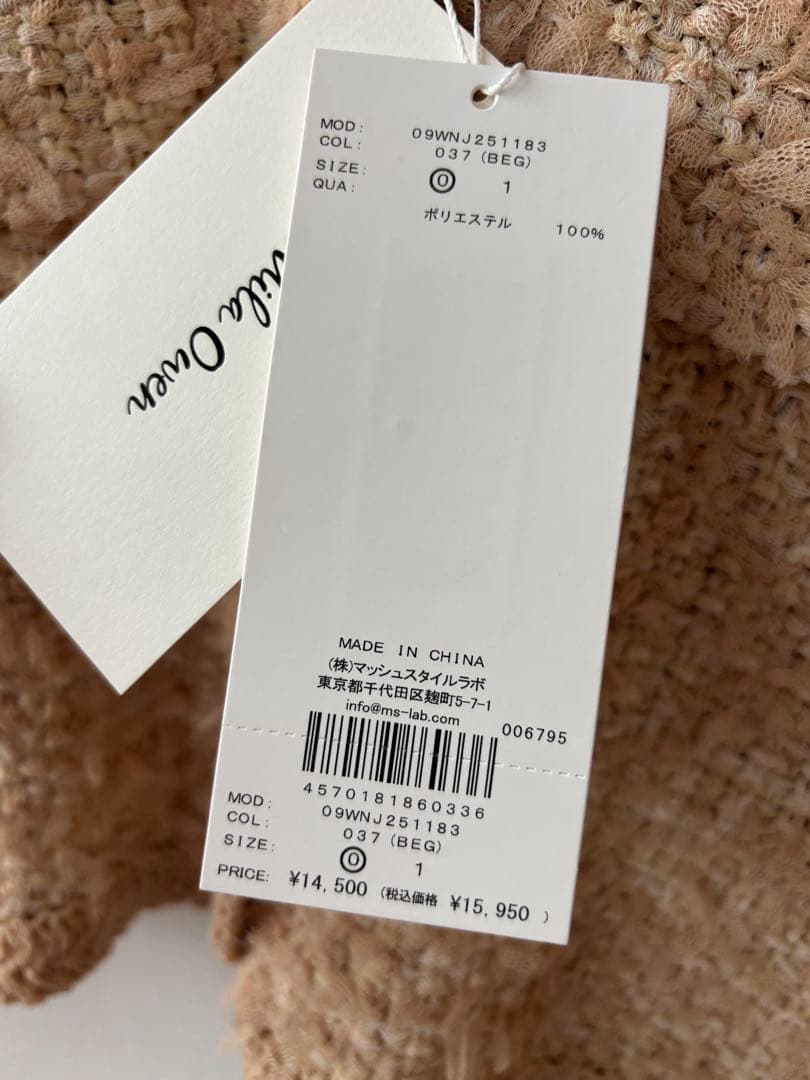 mila Owen
MOD: 09WNJ251183
COL: 037 (BEG)
SIZE: 0 1
QUA:
ポリエステル 100%
MADE IN CHINA
(株)マッシュスタイルラボ
東京都千代田区麹町5-7-1
info@ms-lab.com
006795
4570181860336
MOD: 09WNJ251183
COL: 037 (BEG)
SIZE: 0 1
PRICE: ¥14,500 (税込価格 ¥15,950 )